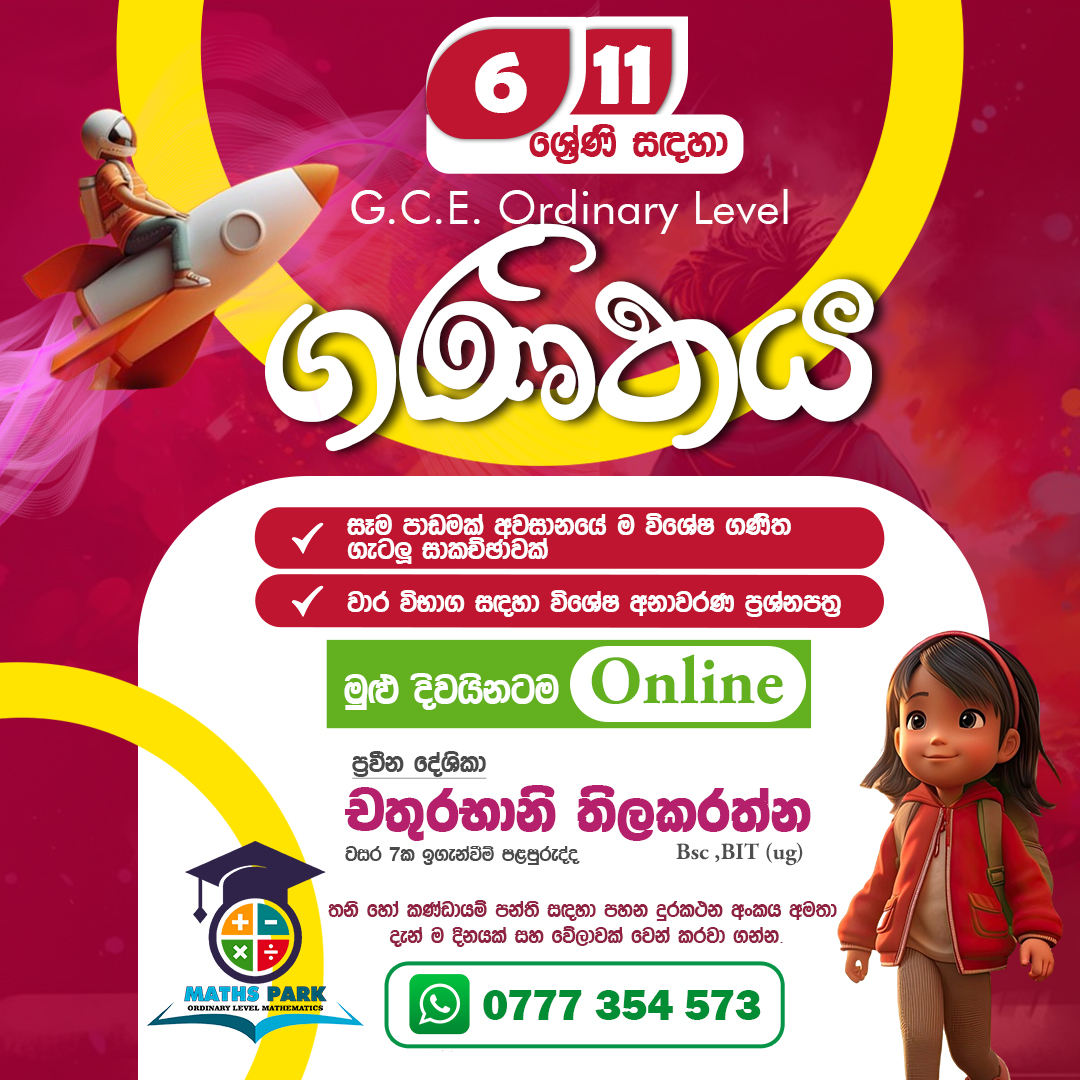 6 11
ශ්‍රේණි සඳහා
G.C.E. Ordinary Level
ගණිතය
සෑම පාඩමක් අවසානයේ ම විශේෂ ගණිත
ගැටලූ සාකච්ඡාවක්
වාර විභාග සඳහා විශේෂ අනාවරණ ප්‍රශ්නපත්‍ර
මුළු දිවයිනටම Online
ප්‍රවීන දේශිකා
චතුරභානි තිලකරත්න
වසර 7ක ඉගැන්වීම් පළපුරුද්ද Bsc ,BIT (ug)
තනි හෝ කණ්ඩායම් පන්ති සඳහා පහන දුරකථන අංකය අමතා
දැන් ම දිනයක් සහ වේලාවක් වෙන් කරවා ගන්න.
MATHS PARK
ORDINARY LEVEL MATHEMATICS
0777 354 573